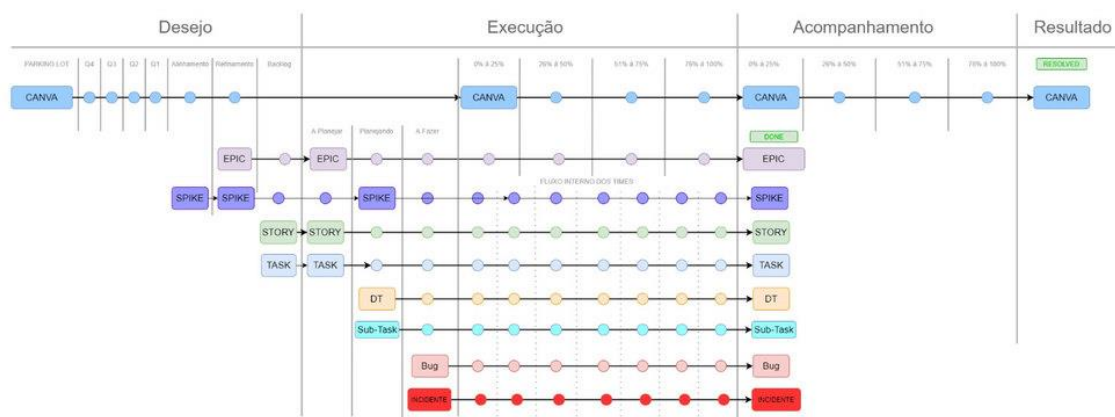 Desejo Execução Acompanhamento Resultado
PARKING LOT Q4 Q3 Q2 Q1 Alinhamento Refinamento Backlog 0% à 25% 26% à 50% 51% à 75% 76% à 100% 0% à 25% 26% à 50% 51% à 75% 76% à 100% RESOLVED
CANVA CANVA CANVA CANVA
A Planejar Planejando A Fazer DONE
EPIC EPIC EPIC
FLUXO INTERNO DOS TIMES
SPIKE SPIKE SPIKE SPIKE
STORY STORY STORY
TASK TASK TASK
DT DT
Sub-Task Sub-Task
Bug Bug
INCIDENTE INCIDENTE